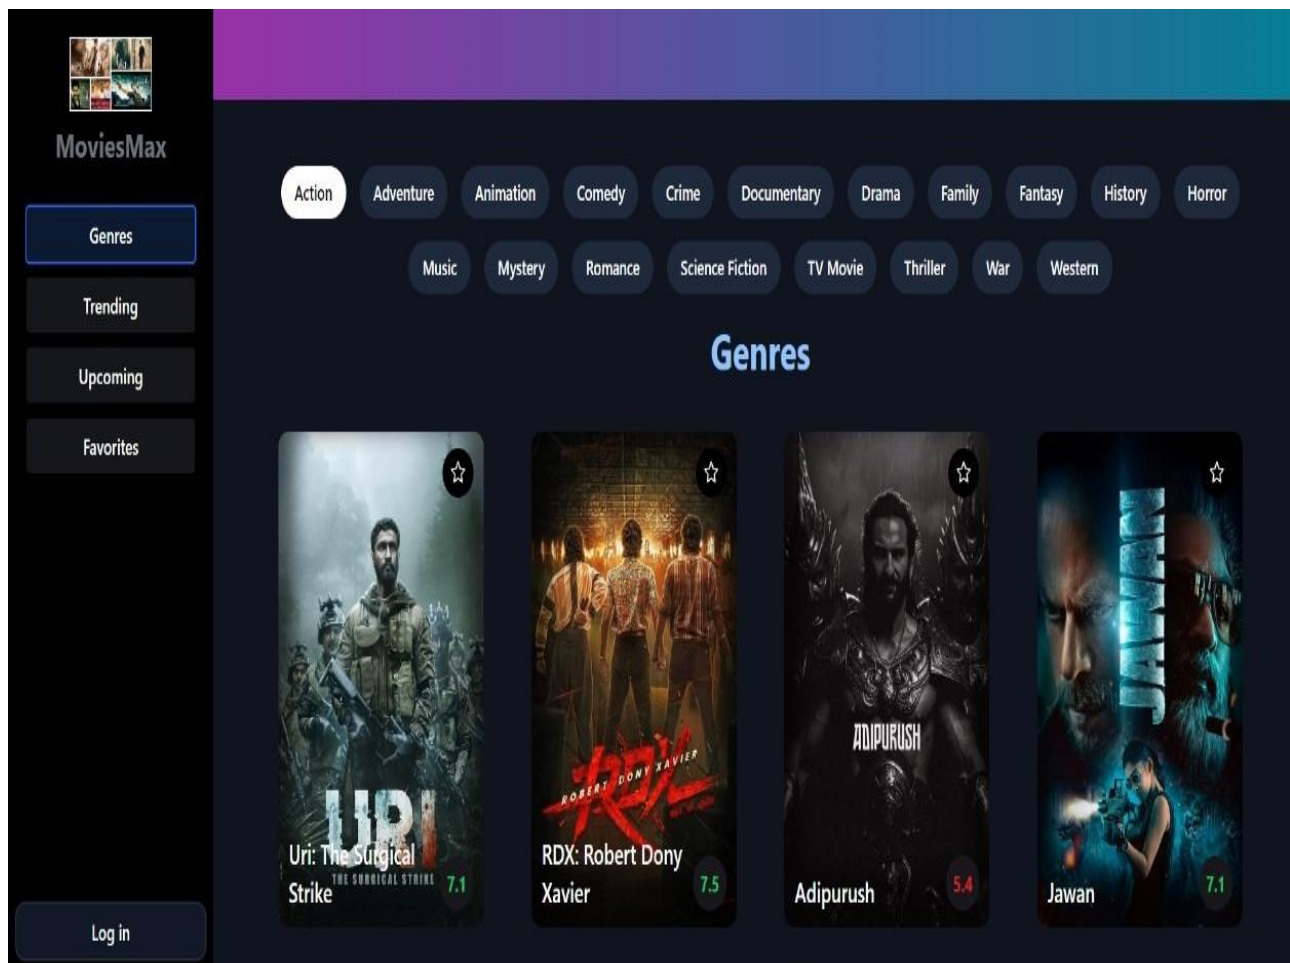 MoviesMax
Genres
Trending
Upcoming
Favorites
Log in
Action Adventure Animation Comedy Crime Documentary Drama Family Fantasy History Horror
Music Mystery Romance Science Fiction TV Movie Thriller War Western
Genres
URI
THE SURGICAL STRIKE
Uri: The Surgical
Strike
7.1
RDX
ROBERT DONY XAVIER
RDX: Robert Dony
Xavier
7.5
ADIPURUSH
Adipurush
5.4
JAWAN
Jawan
7.1